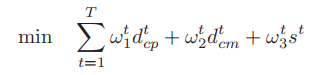 min $\sum_{t=1}^{T} \omega_1^t d_{cp}^t + \omega_2^t d_{cm}^t + \omega_3^t s^t$